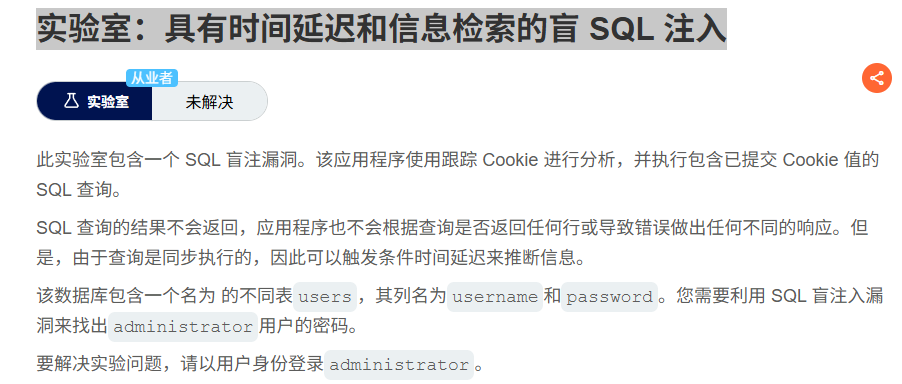 实验室：具有时间延迟和信息检索的盲 SQL 注入
从业者
实验室 未解决
此实验室包含一个 SQL 盲注漏洞。该应用程序使用跟踪 Cookie 进行分析，并执行包含已提交 Cookie 值的
SQL 查询。
SQL 查询的结果不会返回，应用程序也不会根据查询是否返回任何行或导致错误做出任何不同的响应。但
是，由于查询是同步执行的，因此可以触发条件时间延迟来推断信息。
该数据库包含一个名为 的不同表users，其列名为username和password。您需要利用 SQL 盲注入漏
洞来找出administrator用户的密码。
要解决实验问题，请以用户身份登录administrator。